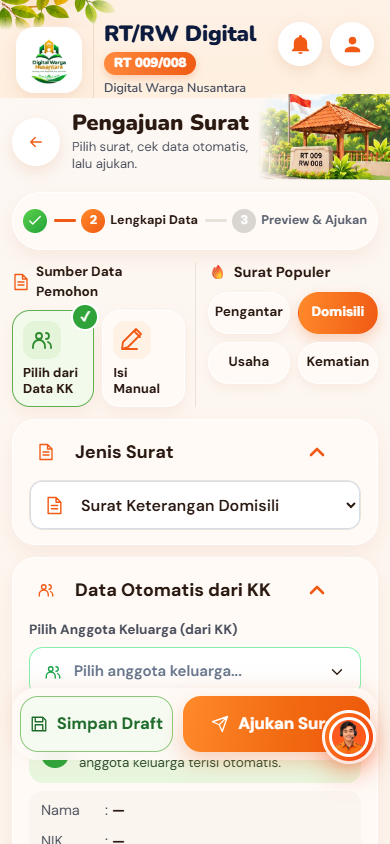 RT/RW Digital
RT 009/008
Digital Warga Nusantara
Digital Warga
Nusantara
Pengajuan Surat
Pilih surat, cek data otomatis,
lalu ajukan.
RT 009
RW 008
2 Lengkapi Data
3 Preview & Ajukan
Sumber Data
Pemohon
Pilih dari
Data KK
Isi
Manual
Surat Populer
Pengantar
Domisili
Usaha
Kematian
Jenis Surat
Surat Keterangan Domisili
Data Otomatis dari KK
Pilih Anggota Keluarga (dari KK)
Pilih anggota keluarga...
Simpan Draft
Ajukan Sur
anggota keluarga terisi otomatis.
Nama : —
NIK : —